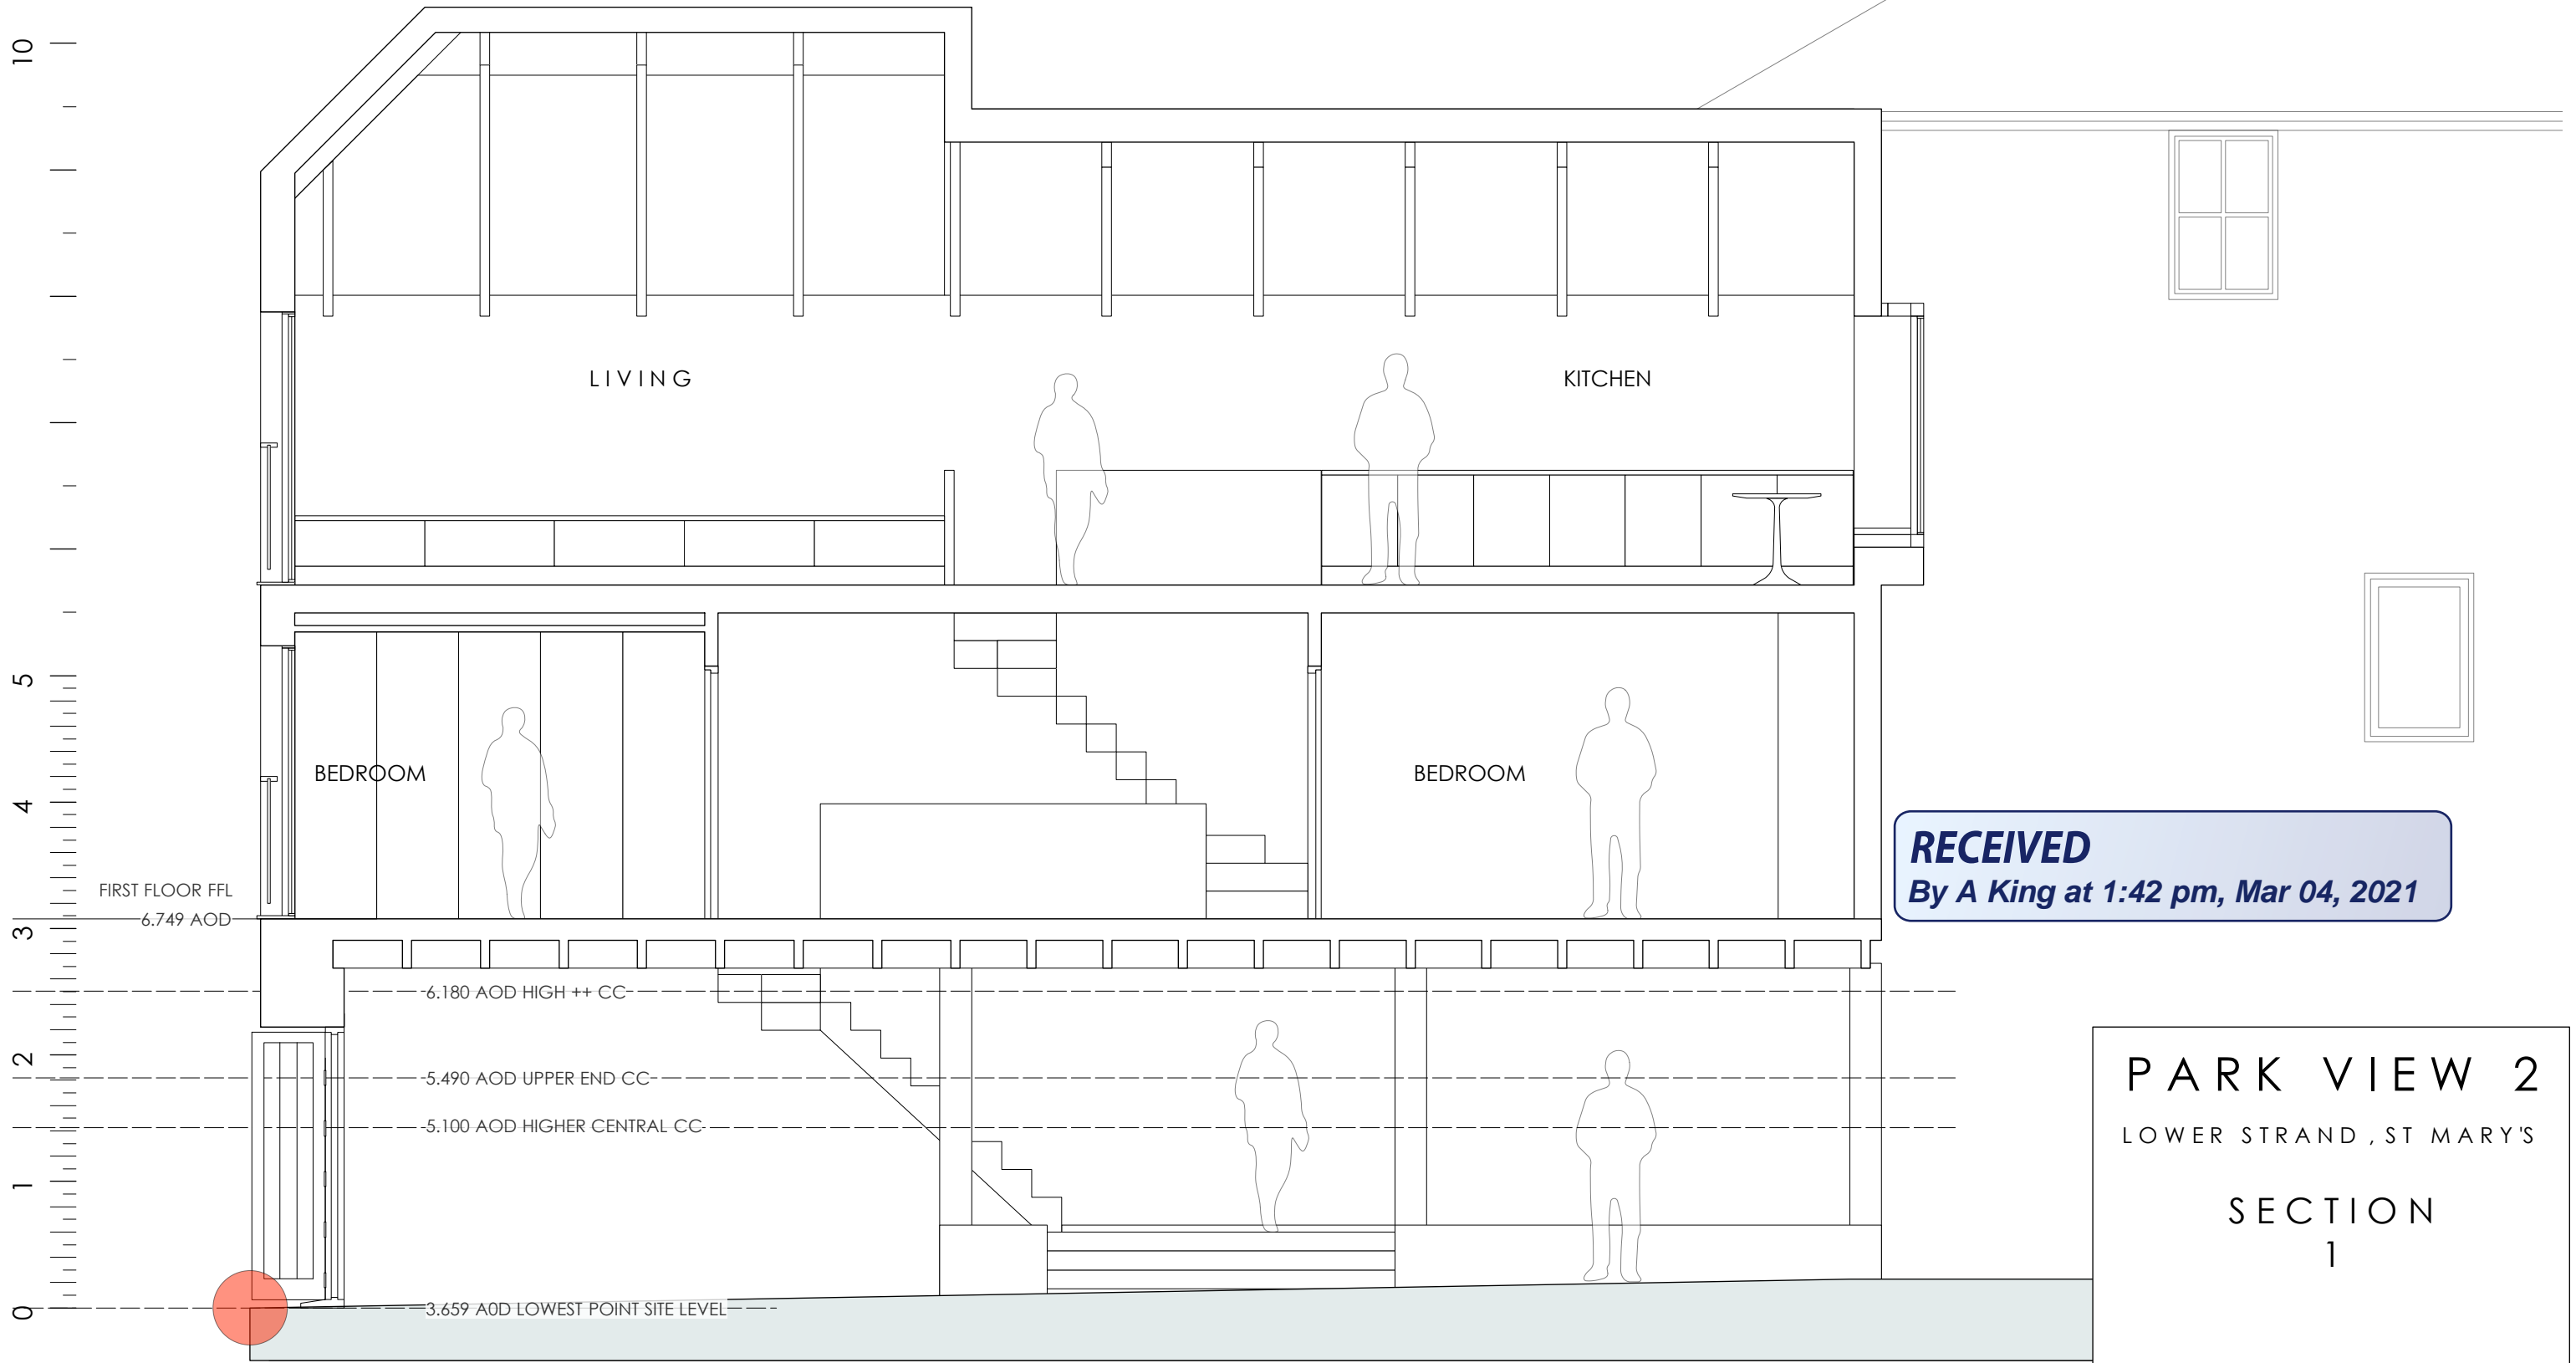 10
LIVING
KITCHEN
5
BEDROOM
BEDROOM
4
RECEIVED
By A King at 1:42 pm, Mar 04, 2021
FIRST FLOOR FFL
6.749 AOD
3
6.180 AOD HIGH ++ CC
2
5.490 AOD UPPER END CC
5.100 AOD HIGHER CENTRAL CC
PARK VIEW 2
LOWER STRAND, ST MARY'S
SECTION
1
1
0
3.659 A0D LOWEST POINT SITE LEVEL